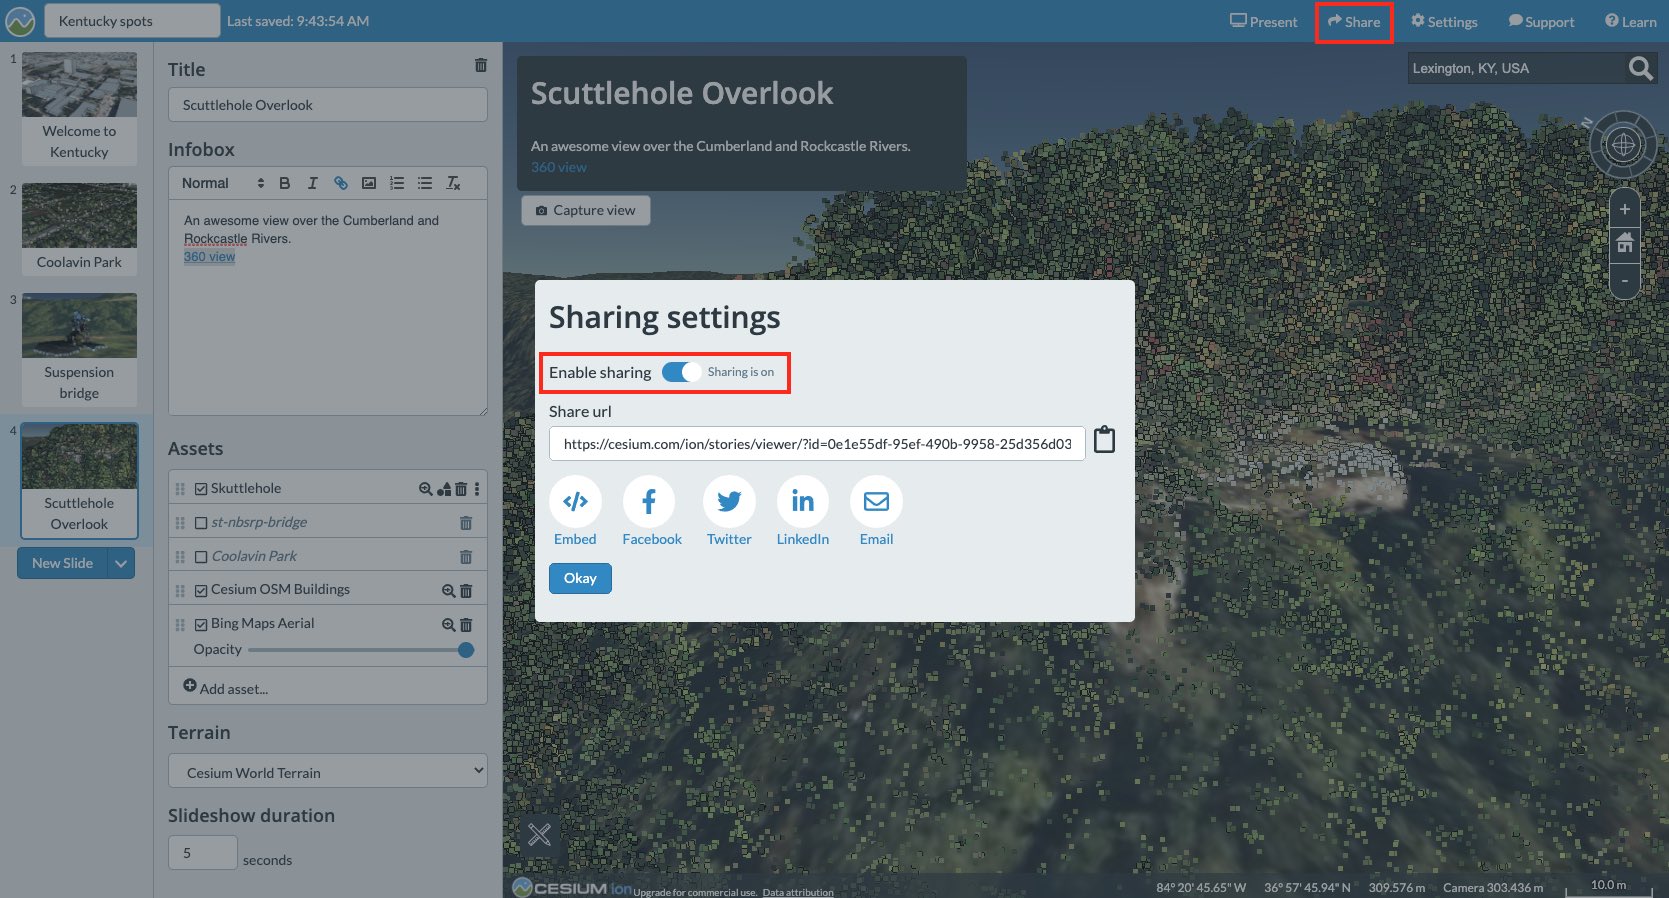 Kentucky spots
Last saved: 9:43:54 AM
Present
Share
Settings
Support
Learn
1
Welcome to
Kentucky
2
Coolavin Park
3
Suspension
bridge
4
Scuttlehole
Overlook
New Slide
Title
Scuttlehole Overlook
Infobox
Normal
An awesome view over the Cumberland and
Rockcastle Rivers.
360 view
Assets
Skuttlehole
st-nbsrp-bridge
Coolavin Park
Cesium OSM Buildings
Bing Maps Aerial
Opacity
Add asset...
Terrain
Cesium World Terrain
Slideshow duration
5
seconds
Scuttlehole Overlook
An awesome view over the Cumberland and Rockcastle Rivers.
360 view
Capture view
Lexington, KY, USA
N
+
-
Sharing settings
Enable sharing
Sharing is on
Share url
https://cesium.com/ion/stories/viewer/?id=0e1e55df-95ef-490b-9958-25d356d03
Embed
Facebook
Twitter
LinkedIn
Email
Okay
CESIUM ion
Upgrade for commercial use. Data attribution
84° 20' 45.65" W
36° 57' 45.94" N
309.576 m
Camera 303.436 m
10.0 m